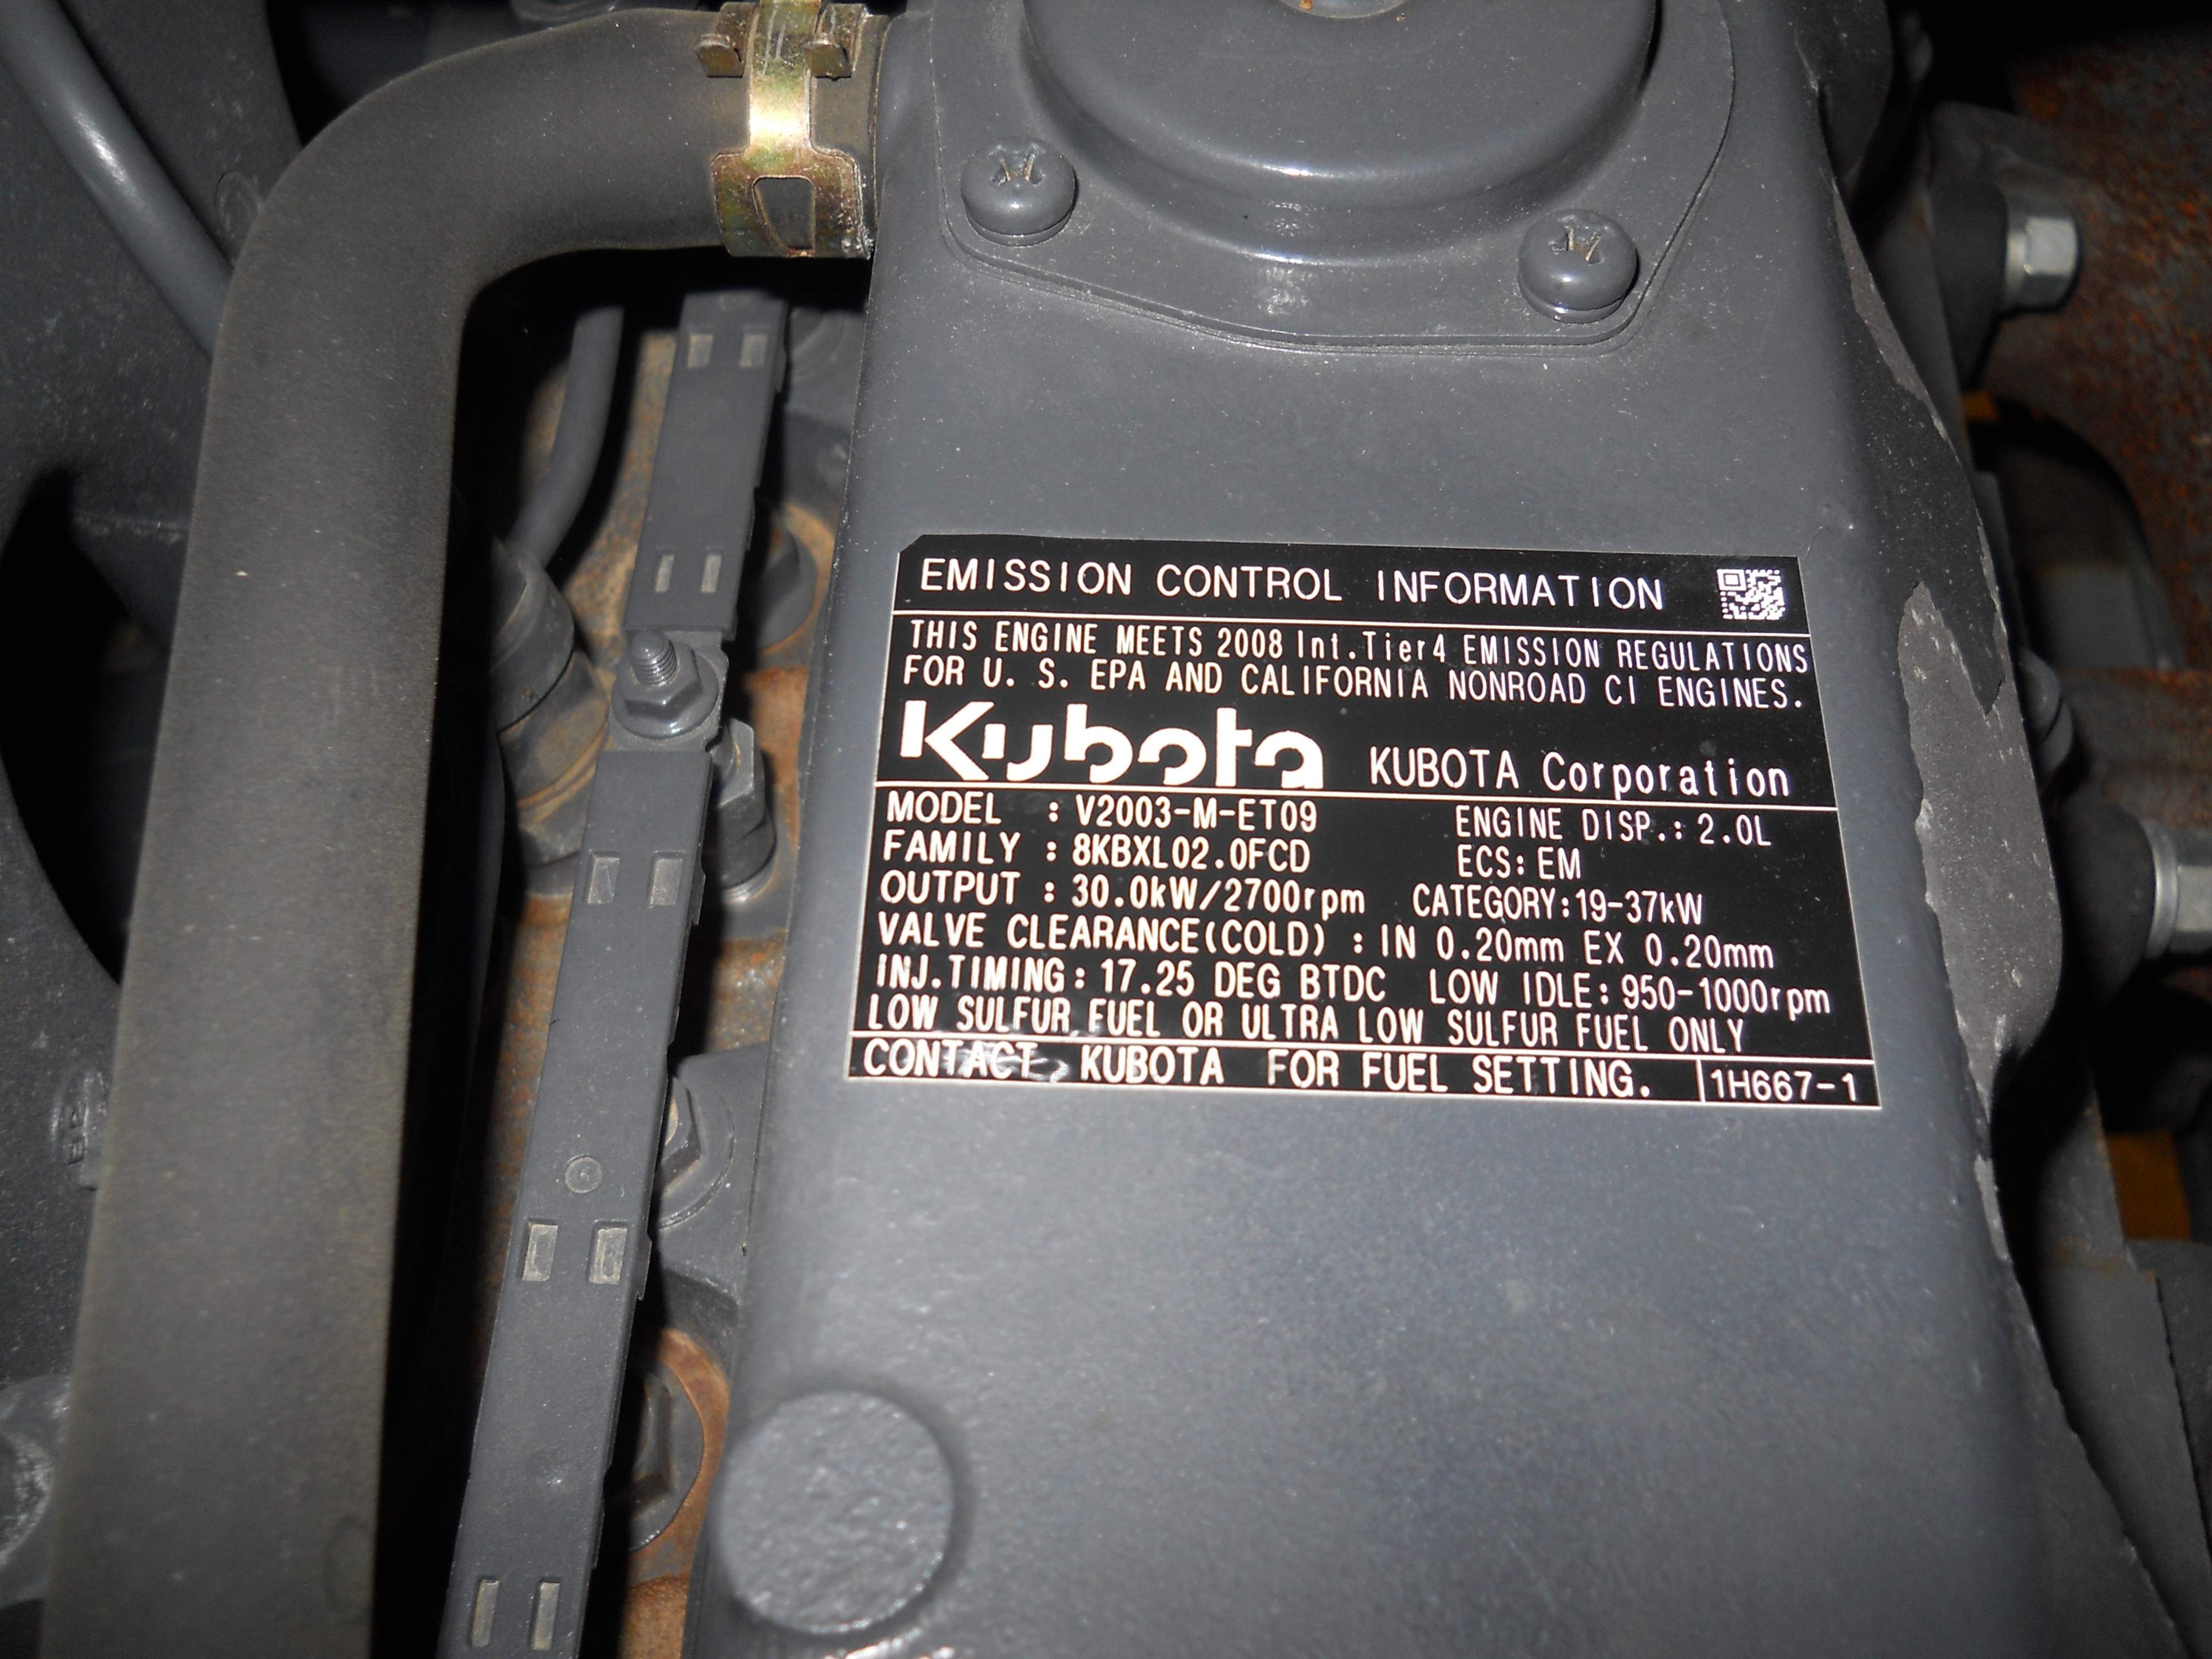 EMISSION CONTROL INFORMATION
THIS ENGINE MEETS 2008 Int.Tier4 EMISSION REGULATIONS
FOR U. S. EPA AND CALIFORNIA NONROAD CI ENGINES.
Kubota KUBOTA Corporation
MODEL : V2003-M-ET09 ENGINE DISP.: 2.0L
FAMILY : 8KBXL02.0FCD ECS: EM
OUTPUT : 30.0kW/2700rpm CATEGORY:19-37kW
VALVE CLEARANCE(COLD) : IN 0.20mm EX 0.20mm
INJ.TIMING: 17.25 DEG BTDC LOW IDLE: 950-1000rpm
LOW SULFUR FUEL OR ULTRA LOW SULFUR FUEL ONLY
CONTACT KUBOTA FOR FUEL SETTING. 1H667-1